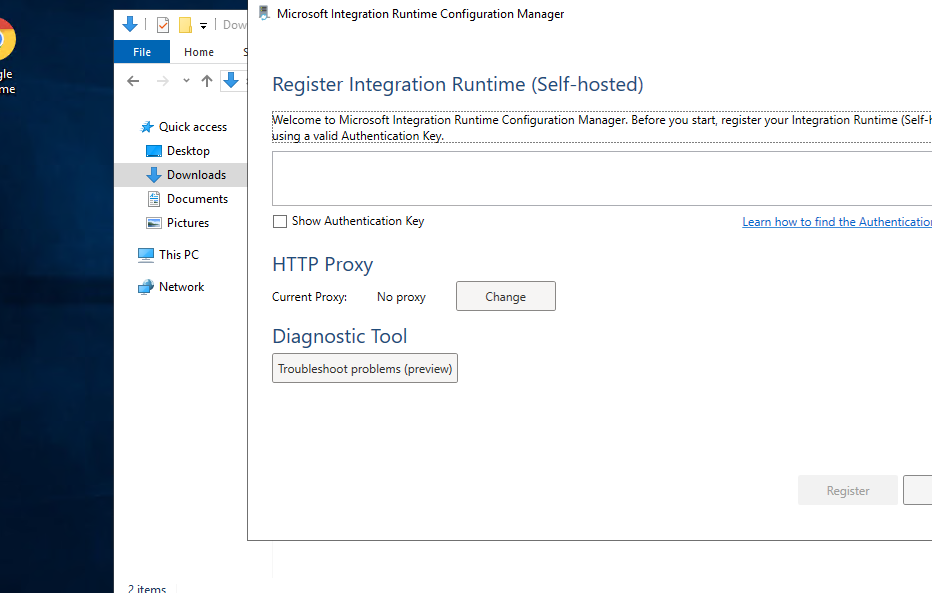 Microsoft Integration Runtime Configuration Manager
Dow
File
Home
S
gle
me
Register Integration Runtime (Self-hosted)
Welcome to Microsoft Integration Runtime Configuration Manager. Before you start, register your Integration Runtime (Self-h
using a valid Authentication Key.
Quick access
Desktop
Downloads
Documents
Pictures
This PC
Network
Show Authentication Key
Learn how to find the Authentication
HTTP Proxy
Current Proxy:
No proxy
Change
Diagnostic Tool
Troubleshoot problems (preview)
Register
2 items